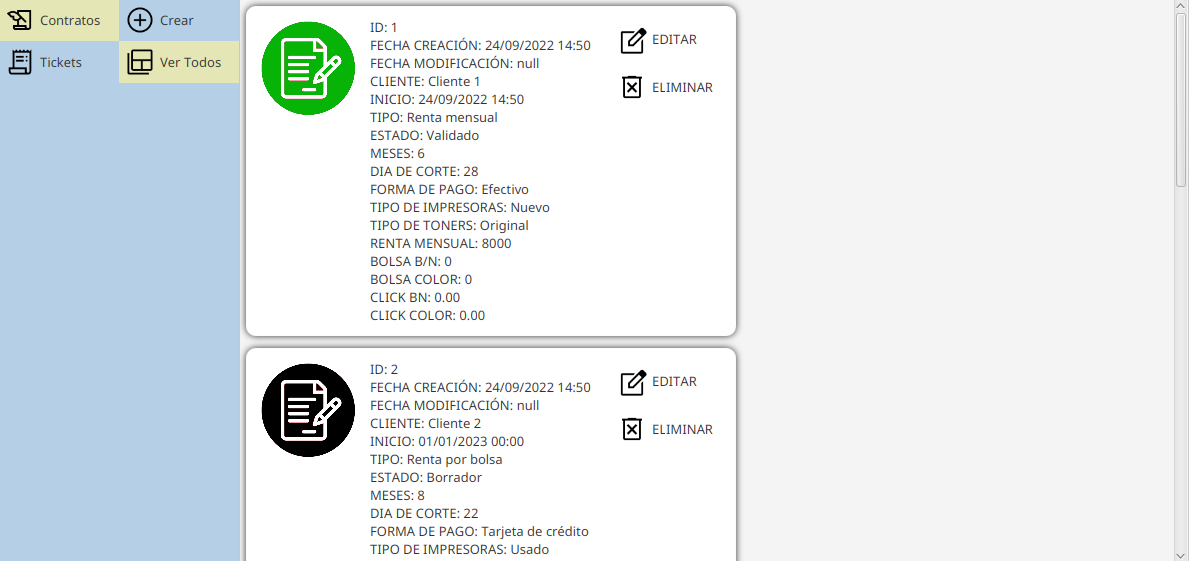 Contratos
Crear
Tickets
Ver Todos
ID: 1
FECHA CREACIÓN: 24/09/2022 14:50
FECHA MODIFICACIÓN: null
CLIENTE: Cliente 1
INICIO: 24/09/2022 14:50
TIPO: Renta mensual
ESTADO: Validado
MESES: 6
DIA DE CORTE: 28
FORMA DE PAGO: Efectivo
TIPO DE IMPRESORAS: Nuevo
TIPO DE TONERS: Original
RENTA MENSUAL: 8000
BOLSA B/N: 0
BOLSA COLOR: 0
CLICK BN: 0.00
CLICK COLOR: 0.00
EDITAR
ELIMINAR
ID: 2
FECHA CREACIÓN: 24/09/2022 14:50
FECHA MODIFICACIÓN: null
CLIENTE: Cliente 2
INICIO: 01/01/2023 00:00
TIPO: Renta por bolsa
ESTADO: Borrador
MESES: 8
DIA DE CORTE: 22
FORMA DE PAGO: Tarjeta de crédito
TIPO DE IMPRESORAS: Usado
EDITAR
ELIMINAR